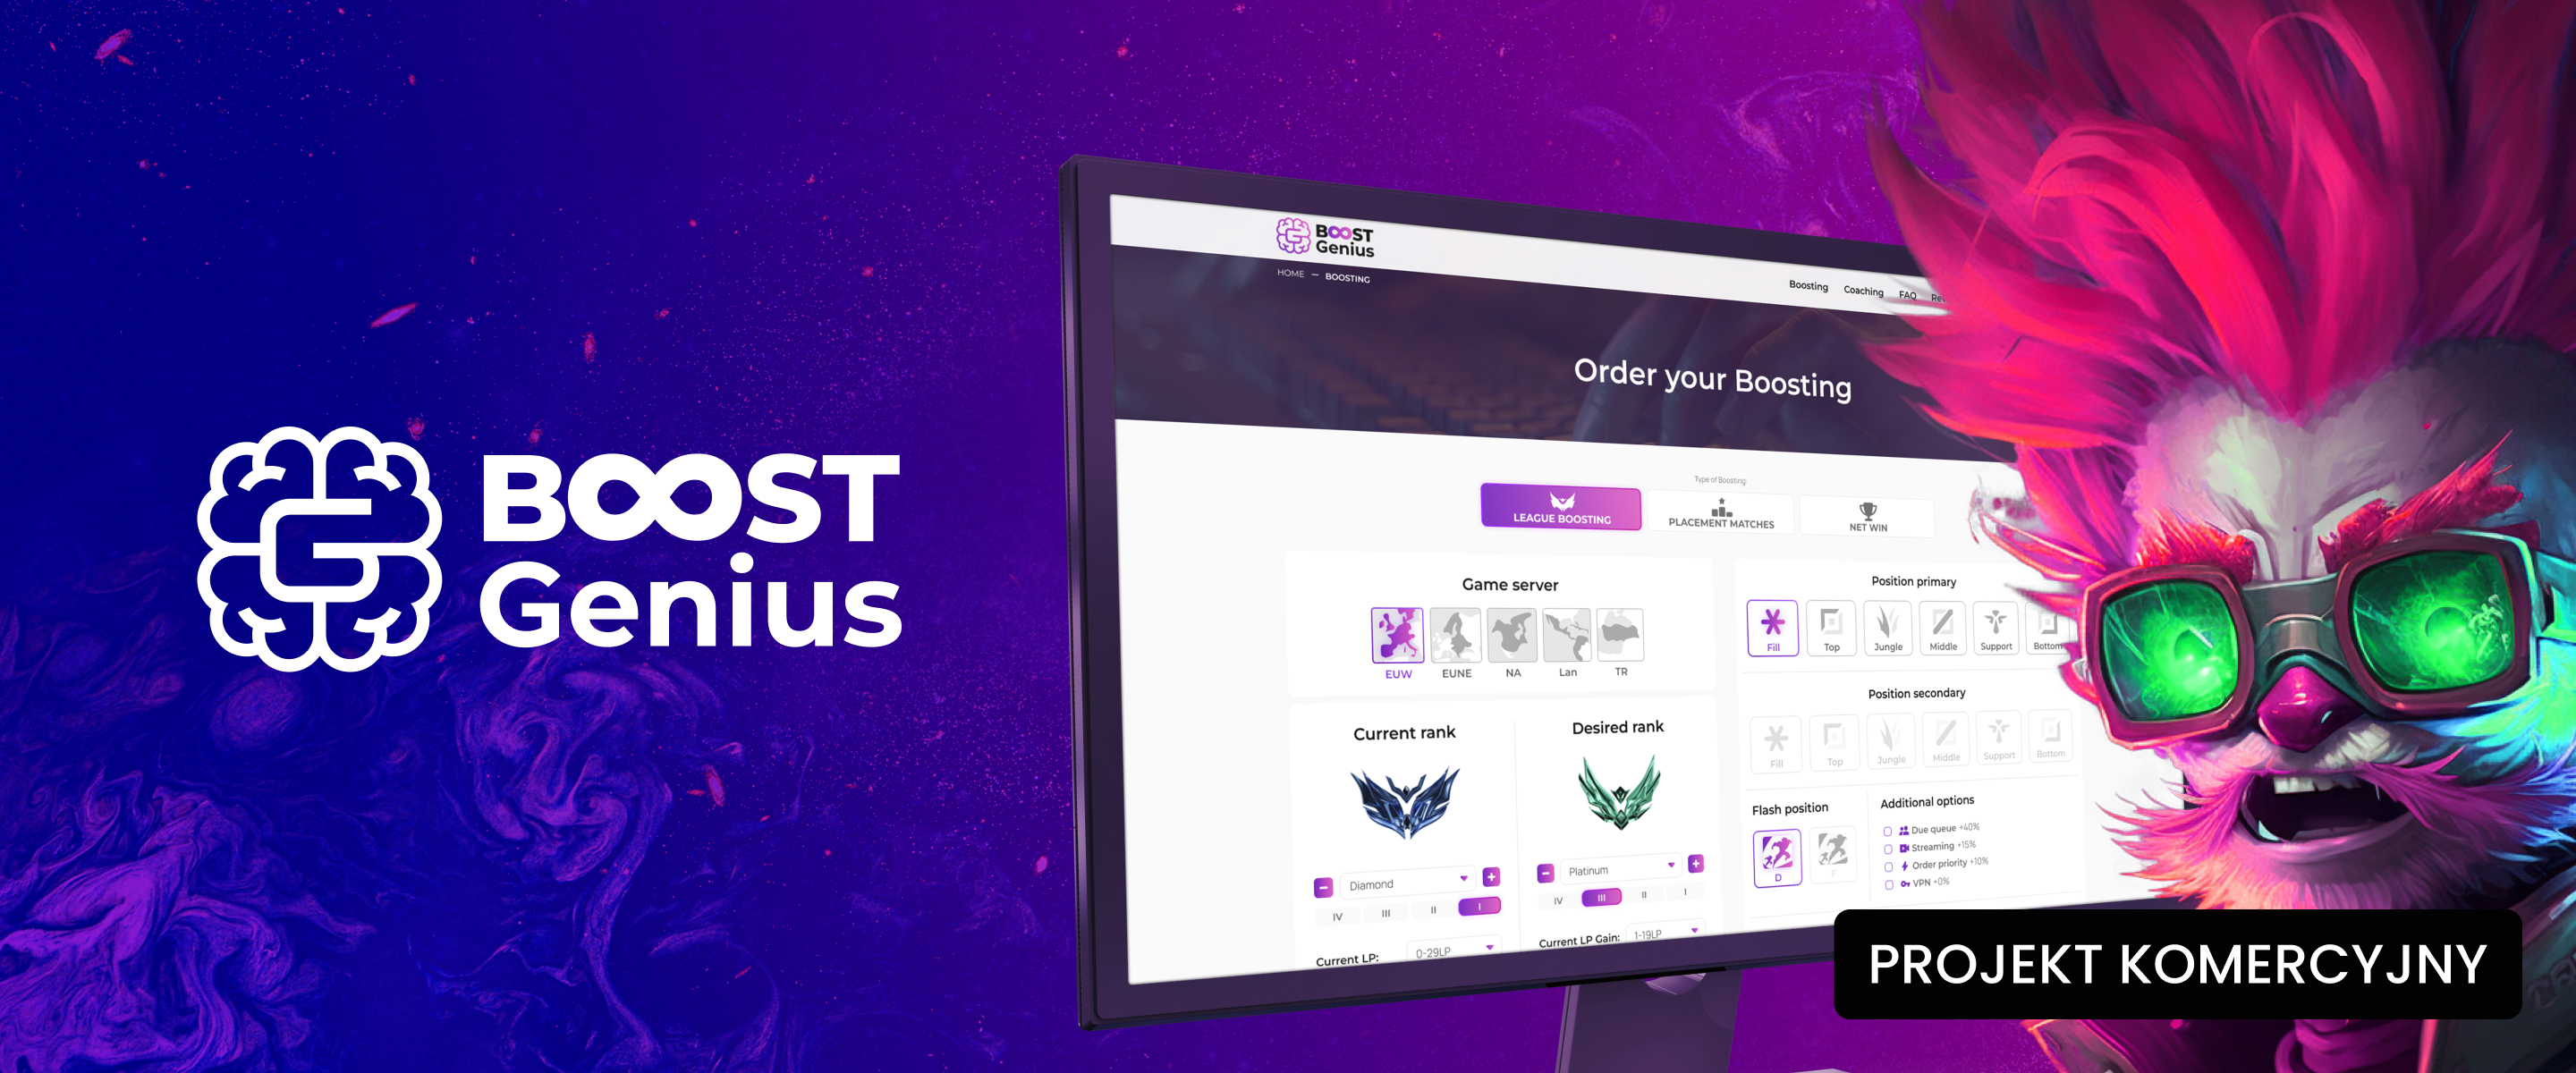 BOOST
Genius
BOOST
Genius
HOME — BOOSTING
Boosting Coaching FAQ
Order your Boosting
Type of Boosting
LEAGUE BOOSTING
PLACEMENT MATCHES
NET WIN
Game server
EUW EUNE NA Lan TR
Current rank
Desired rank
Diamond
IV III II I
Platinum
IV III II I
Current LP: 0-29LP
Current LP Gain: 1-19LP
Position primary
Fill Top Jungle Middle Support Bottom
Position secondary
Fill Top Jungle Middle Support Bottom
Flash position
D F
Additional options
Due queue +40%
Streaming +15%
Order priority +10%
VPN +0%
PROJEKT KOMERCYJNY